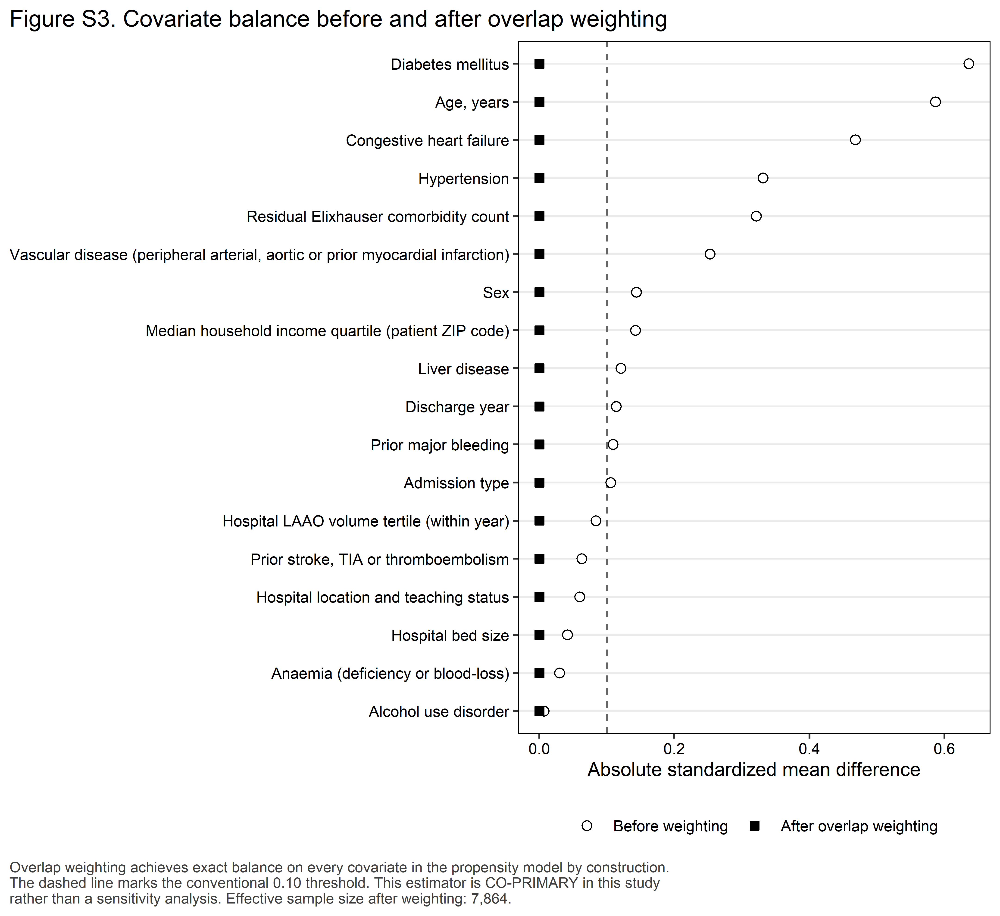 Figure S3. Covariate balance before and after overlap weighting
Diabetes mellitus
Age, years
Congestive heart failure
Hypertension
Residual Elixhauser comorbidity count
Vascular disease (peripheral arterial, aortic or prior myocardial infarction)
Sex
Median household income quartile (patient ZIP code)
Liver disease
Discharge year
Prior major bleeding
Admission type
Hospital LAAO volume tertile (within year)
Prior stroke, TIA or thromboembolism
Hospital location and teaching status
Hospital bed size
Anaemia (deficiency or blood-loss)
Alcohol use disorder
0.0 0.2 0.4 0.6
Absolute standardized mean difference
Before weighting After overlap weighting
Overlap weighting achieves exact balance on every covariate in the propensity model by construction.
The dashed line marks the conventional 0.10 threshold. This estimator is CO-PRIMARY in this study
rather than a sensitivity analysis. Effective sample size after weighting: 7,864.